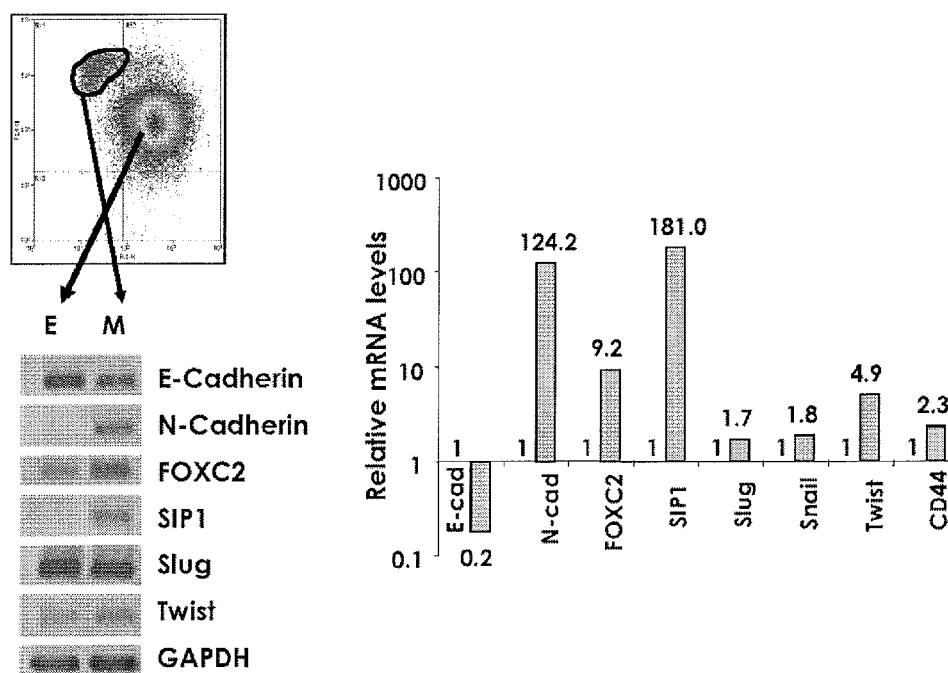 E M
E-Cadherin
N-Cadherin
FOXC2
SIP1
Slug
Twist
GAPDH
Relative mRNA levels
1000
100
10
1
0.1
1 0.2
1 124.2
1 9.2
1 181.0
1 1.7
1 1.8
1 4.9
1 2.3
E-cad
N-cad
FOXC2
SIP1
Slug
Snail
Twist
CD44